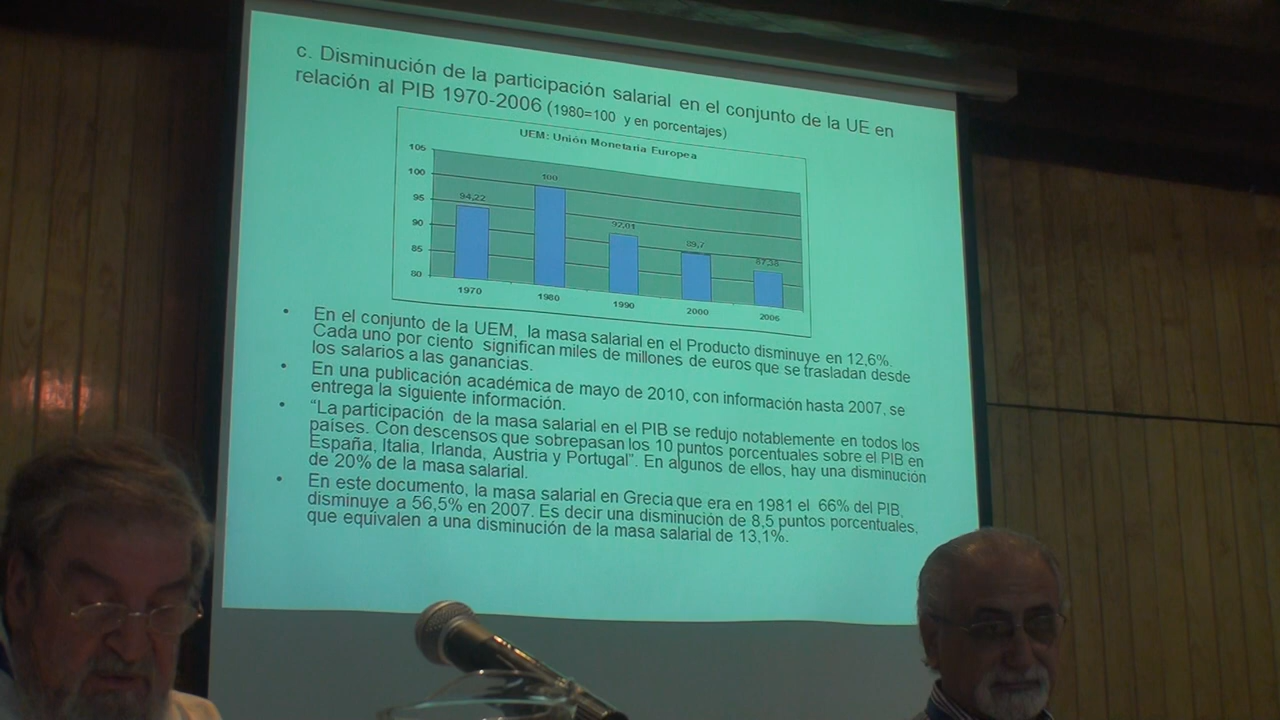 c. Disminución de la participación salarial en el conjunto de la UE en
relación al PIB 1970-2006 (1980=100 y en porcentajes)
UEM: Unión Monetaria Europea
105
100
95
90
85
80
94,22
100
92,01
89,7
87,38
1970
1980
1990
2000
2006
• En el conjunto de la UEM, la masa salarial en el Producto disminuye en 12,6%.
Cada uno por ciento significan miles de millones de euros que se trasladan desde
los salarios a las ganancias.
• En una publicación académica de mayo de 2010, con información hasta 2007, se
entrega la siguiente información.
• “La participación de la masa salarial en el PIB se redujo notablemente en todos los
países. Con descensos que sobrepasan los 10 puntos porcentuales sobre el PIB en
España, Italia, Irlanda, Austria y Portugal”. En algunos de ellos, hay una disminución
de 20% de la masa salarial.
• En este documento, la masa salarial en Grecia que era en 1981 el 66% del PIB,
disminuye a 56,5% en 2007. Es decir una disminución de 8,5 puntos porcentuales,
que equivalen a una disminución de la masa salarial de 13,1%.